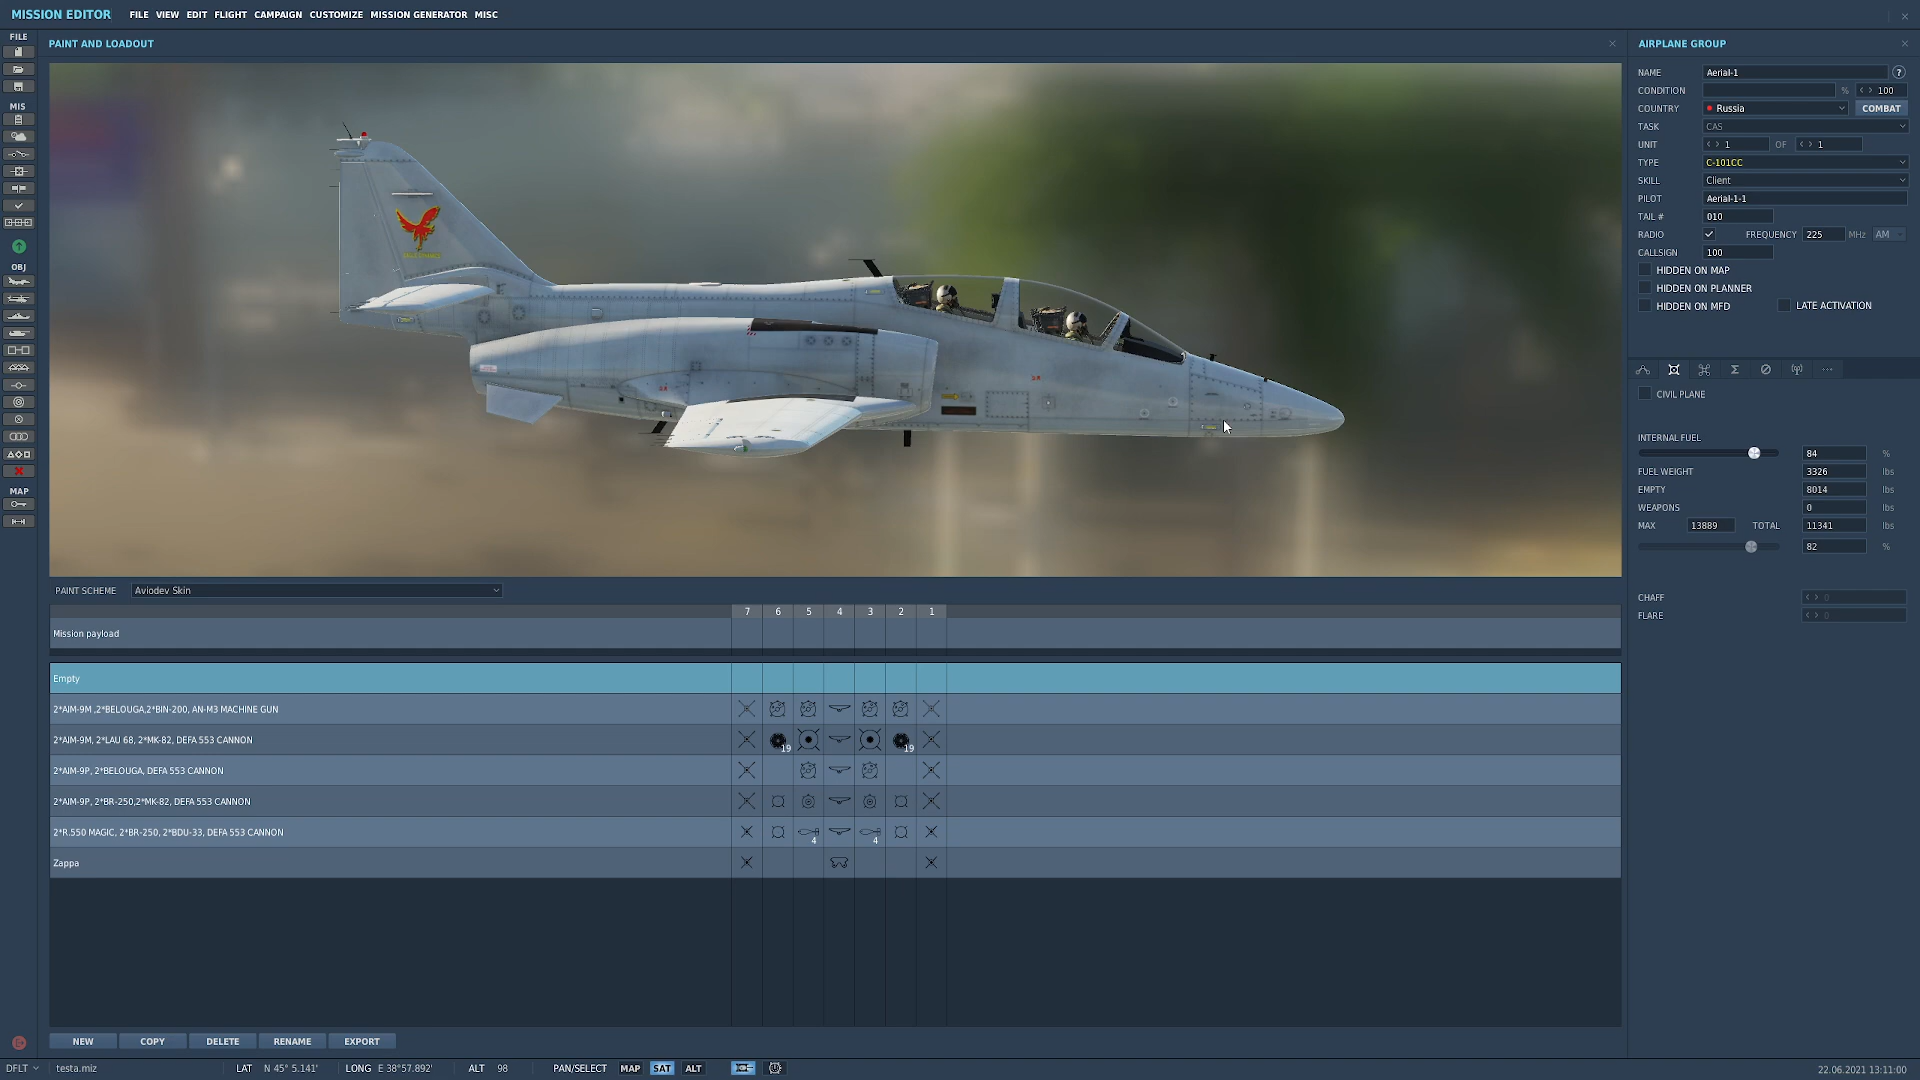 MISSION EDITOR FILE VIEW EDIT FLIGHT CAMPAIGN CUSTOMIZE MISSION GENERATOR MISC
FILE
MIS
OBJ
MAP
PAINT AND LOADOUT
PAINT SCHEME Aviodev Skin
7 6 5 4 3 2 1
Mission payload
Empty
2*AIM-9M ,2*BELOUGA,2*BIN-200, AN-M3 MACHINE GUN
2*AIM-9M, 2*LAU 68, 2*MK-82, DEFA 553 CANNON
19 19
2*AIM-9P, 2*BELOUGA, DEFA 553 CANNON
2*AIM-9P, 2*BR-250,2*MK-82, DEFA 553 CANNON
2*R.550 MAGIC, 2*BR-250, 2*BDU-33, DEFA 553 CANNON
4 4
Zappa
NEW COPY DELETE RENAME EXPORT
AIRPLANE GROUP
NAME Aerial-1 ?
CONDITION % < > 100
COUNTRY Russia COMBAT
TASK CAS
UNIT < > 1 OF < > 1
TYPE C-101CC
SKILL Client
PILOT Aerial-1-1
TAIL # 010
RADIO FREQUENCY 225 MHz AM
CALLSIGN 100
HIDDEN ON MAP
HIDDEN ON PLANNER
HIDDEN ON MFD LATE ACTIVATION
CIVIL PLANE
INTERNAL FUEL
84 %
FUEL WEIGHT 3326 lbs
EMPTY 8014 lbs
WEAPONS 0 lbs
MAX 13889 TOTAL 11341 lbs
82 %
CHAFF < > 0
FLARE < > 0
DFLT testa.miz LAT N 45° 5.141' LONG E 38°57.892' ALT 98 PAN/SELECT MAP SAT ALT 22.06.2021 13:11:00